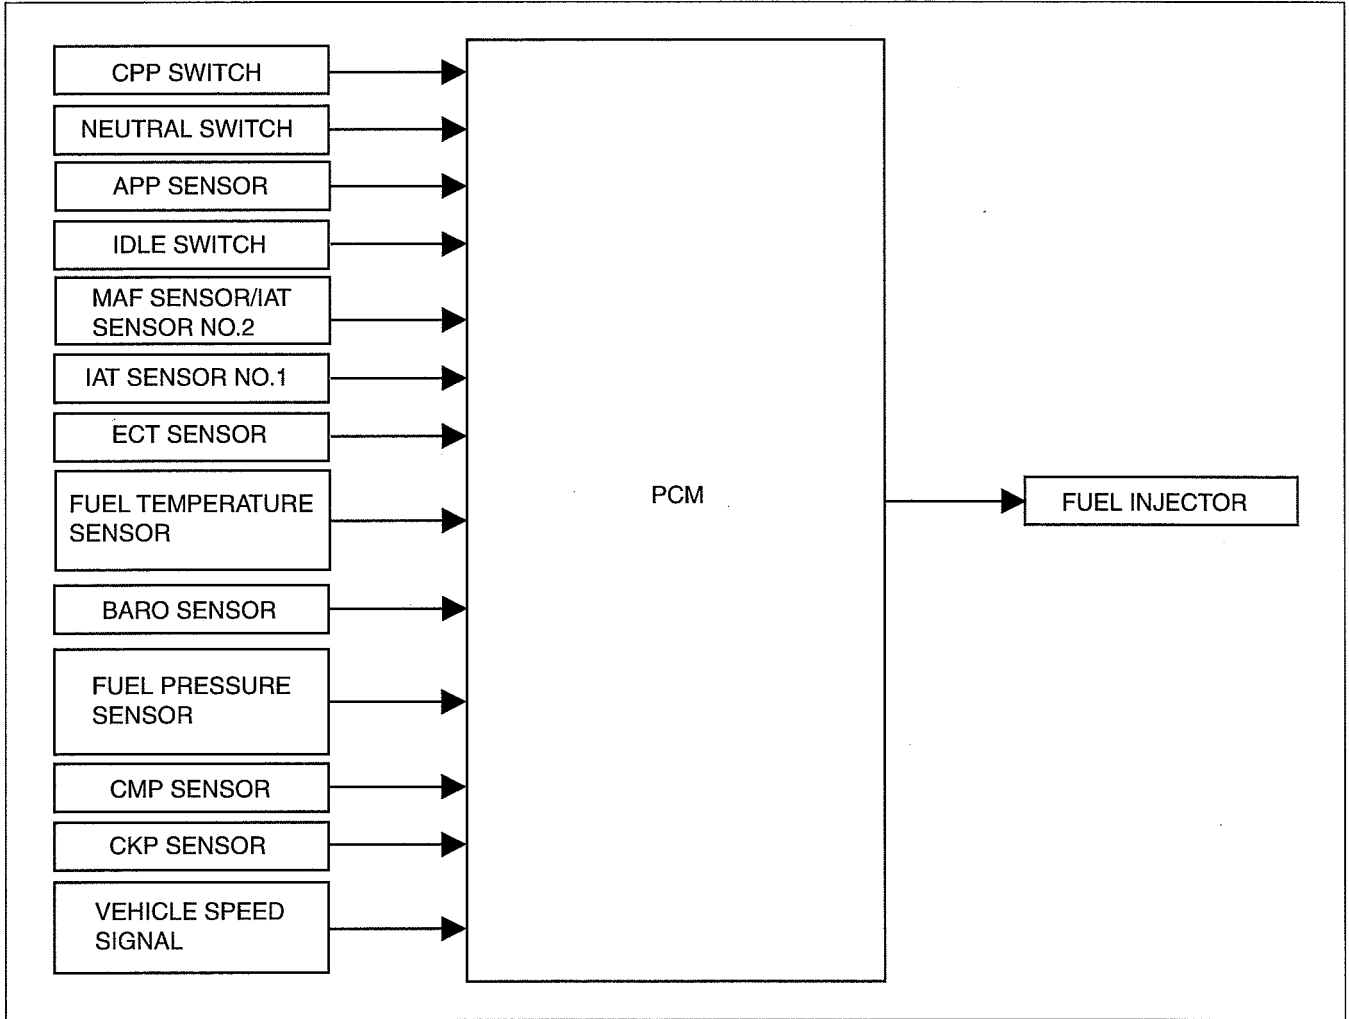 CPP SWITCH
NEUTRAL SWITCH
APP SENSOR
IDLE SWITCH
MAF SENSOR/IAT
SENSOR NO.2
IAT SENSOR NO.1
ECT SENSOR
FUEL TEMPERATURE
SENSOR
BARO SENSOR
FUEL PRESSURE
SENSOR
CMP SENSOR
CKP SENSOR
VEHICLE SPEED
SIGNAL
PCM
FUEL INJECTOR